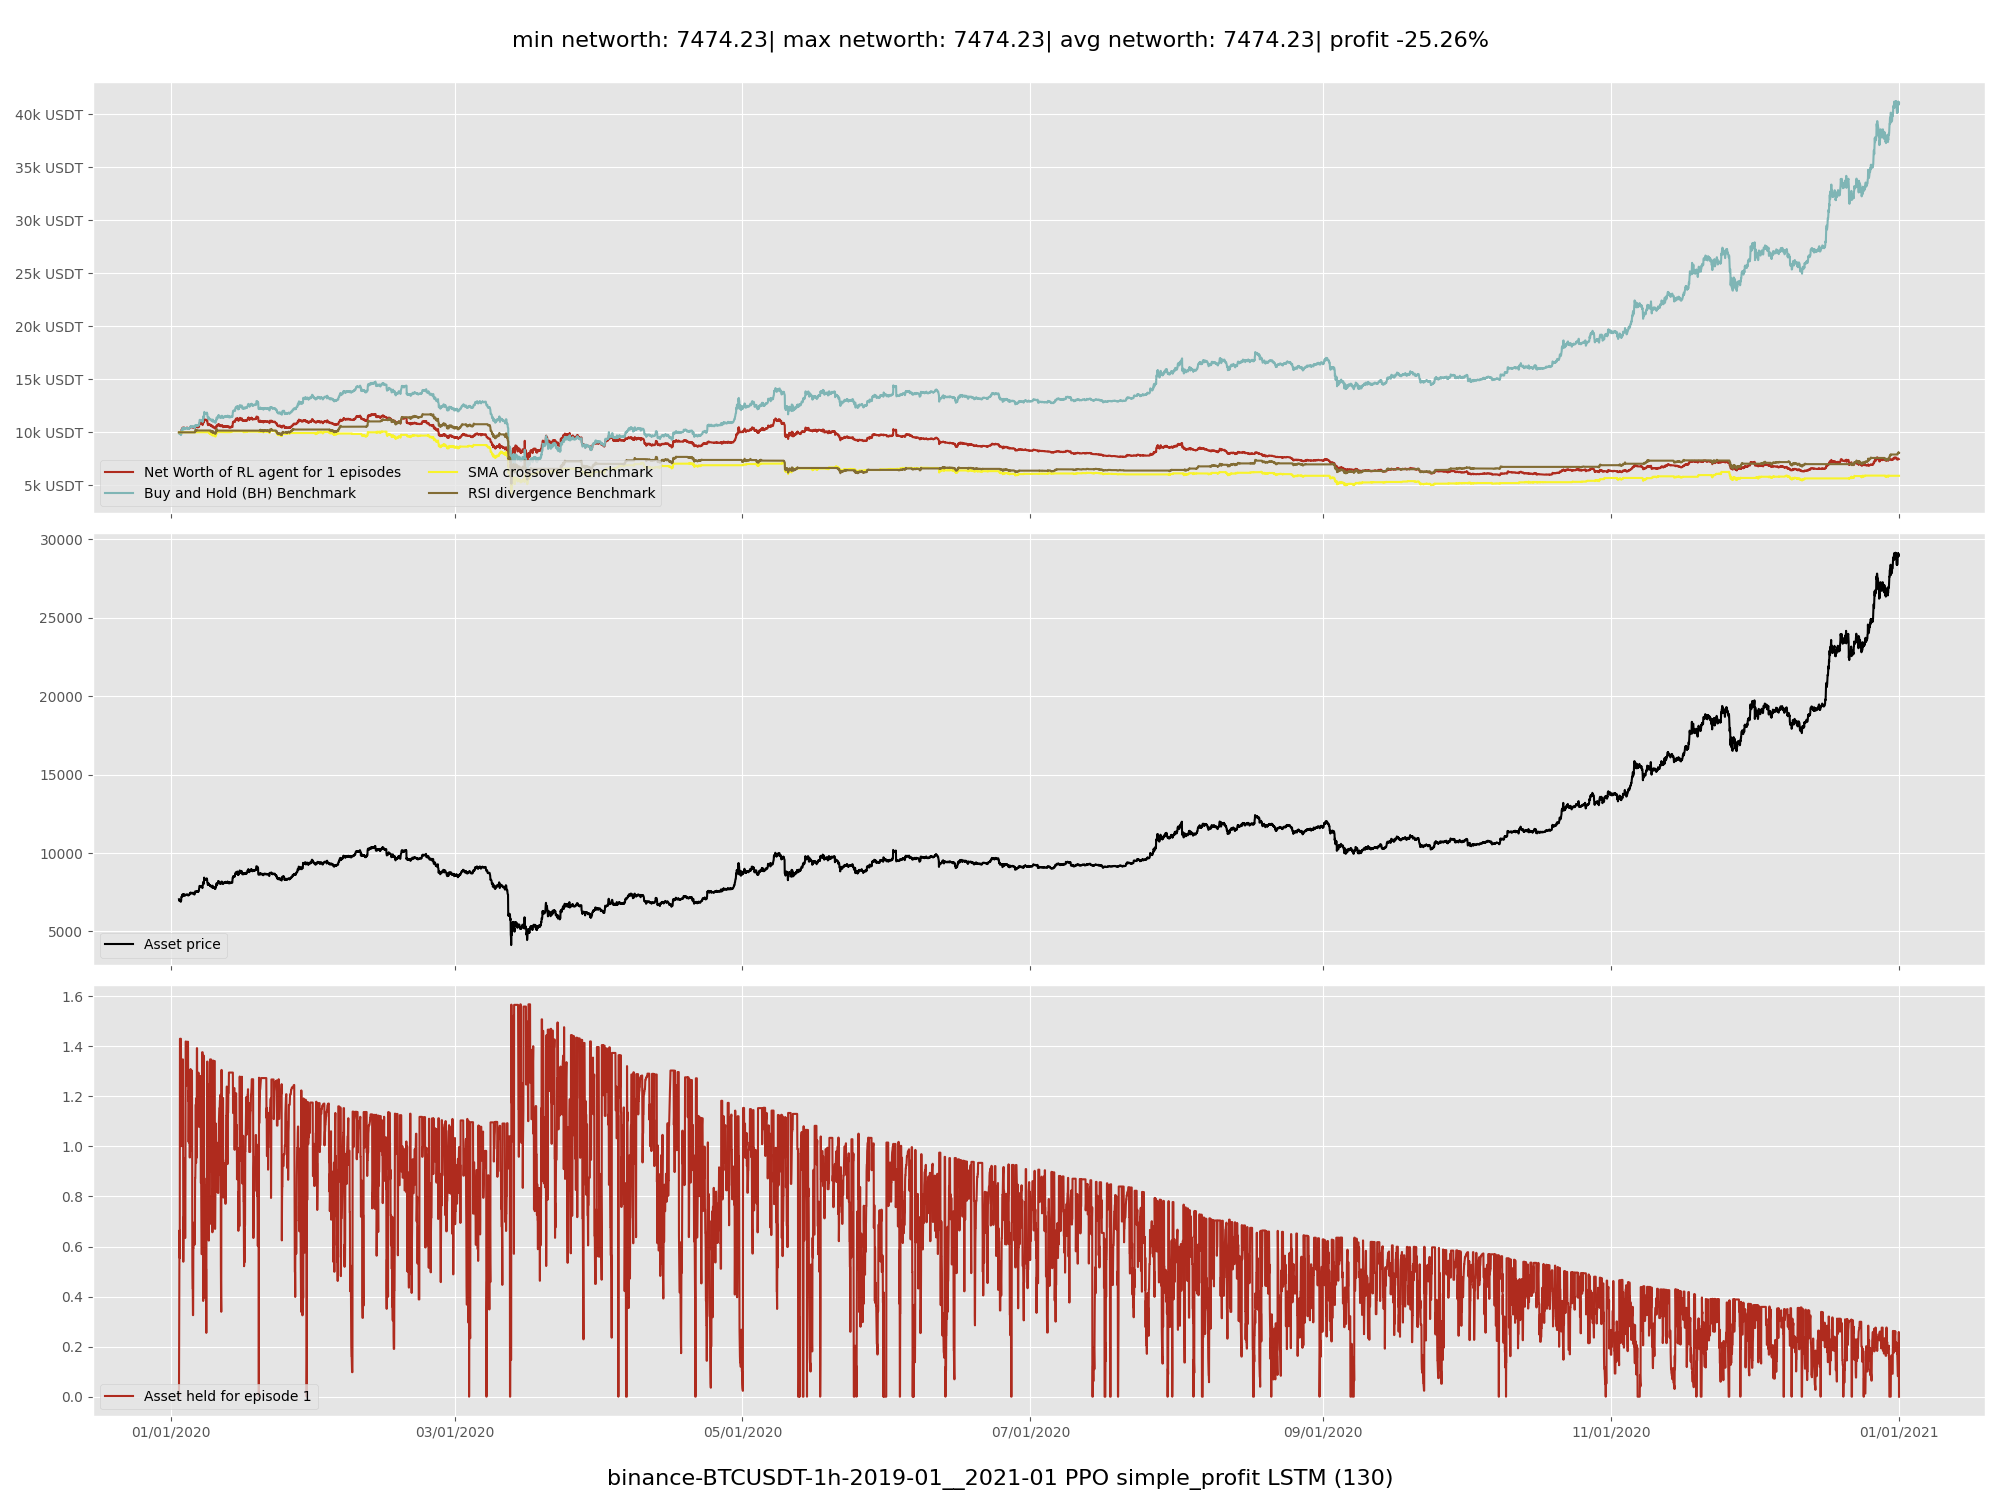 min networth: 7474.23| max networth: 7474.23| avg networth: 7474.23| profit -25.26%
40k USDT
35k USDT
30k USDT
25k USDT
20k USDT
15k USDT
10k USDT
5k USDT
Net Worth of RL agent for 1 episodes
Buy and Hold (BH) Benchmark
SMA crossover Benchmark
RSI divergence Benchmark
30000
25000
20000
15000
10000
5000
Asset price
1.6
1.4
1.2
1.0
0.8
0.6
0.4
0.2
0.0
Asset held for episode 1
01/01/2020
03/01/2020
05/01/2020
07/01/2020
09/01/2020
11/01/2020
01/01/2021
binance-BTCUSDT-1h-2019-01__2021-01 PPO simple_profit LSTM (130)